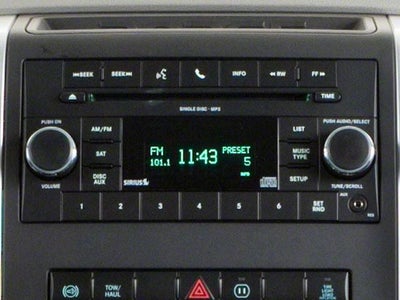 SEEK SEEK INFO RW FF
SINGLE DISC - MP3 TIME
PUSH ON PUSH AUDIO/SELECT
AM/FM LIST
SAT MUSIC TYPE
DISC AUX SETUP
FM 101.1 11:43 PRESET 5
SIRIUS
VOLUME TUNE/SCROLL
1 2 3 4 5 6 SET RND AUX
TOW/HAUL